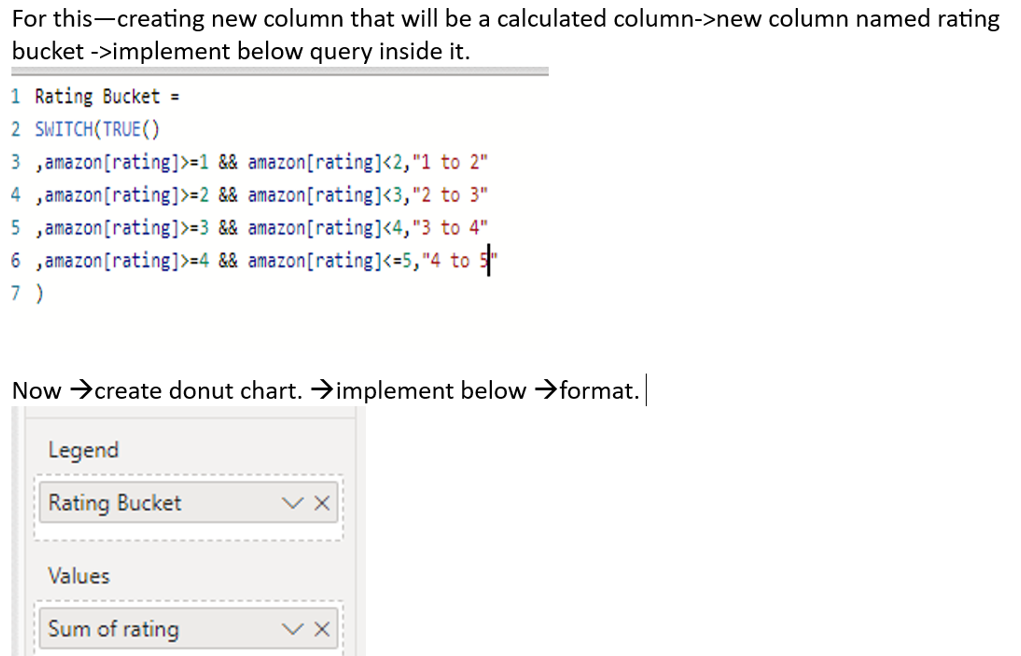 For this—creating new column that will be a calculated column->new column named rating
bucket ->implement below query inside it.
1 Rating Bucket =
2 SWITCH(TRUE()
3 ,amazon[rating]>=1 && amazon[rating]<2,"1 to 2"
4 ,amazon[rating]>=2 && amazon[rating]<3,"2 to 3"
5 ,amazon[rating]>=3 && amazon[rating]<4,"3 to 4"
6 ,amazon[rating]>=4 && amazon[rating]<=5,"4 to 5"
7 )
Now →create donut chart. →implement below →format.
Legend
Rating Bucket
Values
Sum of rating